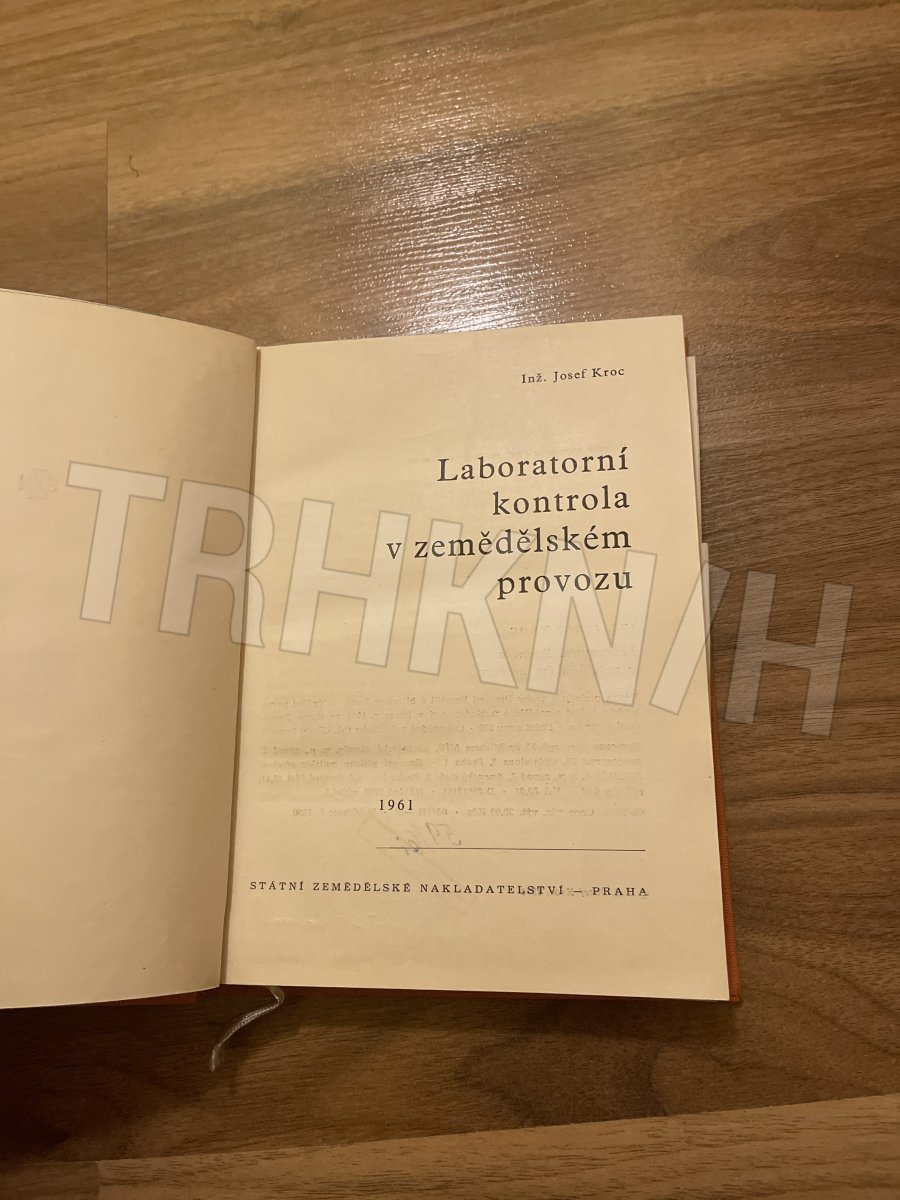 Inž. Josef Kroc
Laboratorní
kontrola
v zemědělském
provozu
TRHKNIH
1961
STÁTNÍ ZEMĚDĚLSKÉ NAKLADATELSTVÍ — PRAHA